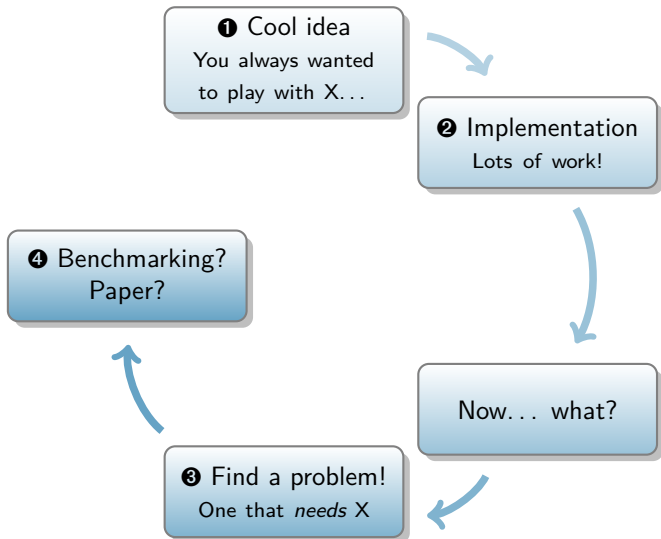 ❶ Cool idea
You always wanted
to play with X...
❷ Implementation
Lots of work!
Now... what?
❸ Find a problem!
One that needs X
❹ Benchmarking?
Paper?